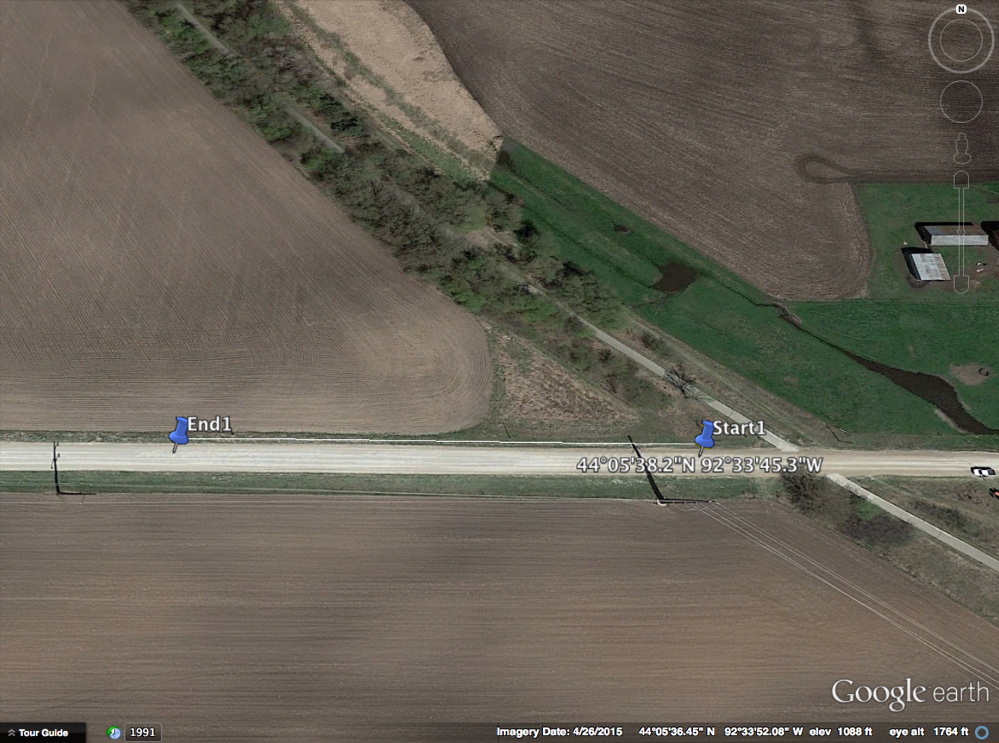 N
End1
Start1
44°05'38.2"N 92°33'45.3"W
Google earth
Tour Guide
1991
Imagery Date: 4/26/2015 44°05'36.45" N 92°33'52.08" W elev 1088 ft eye alt 1764 ft